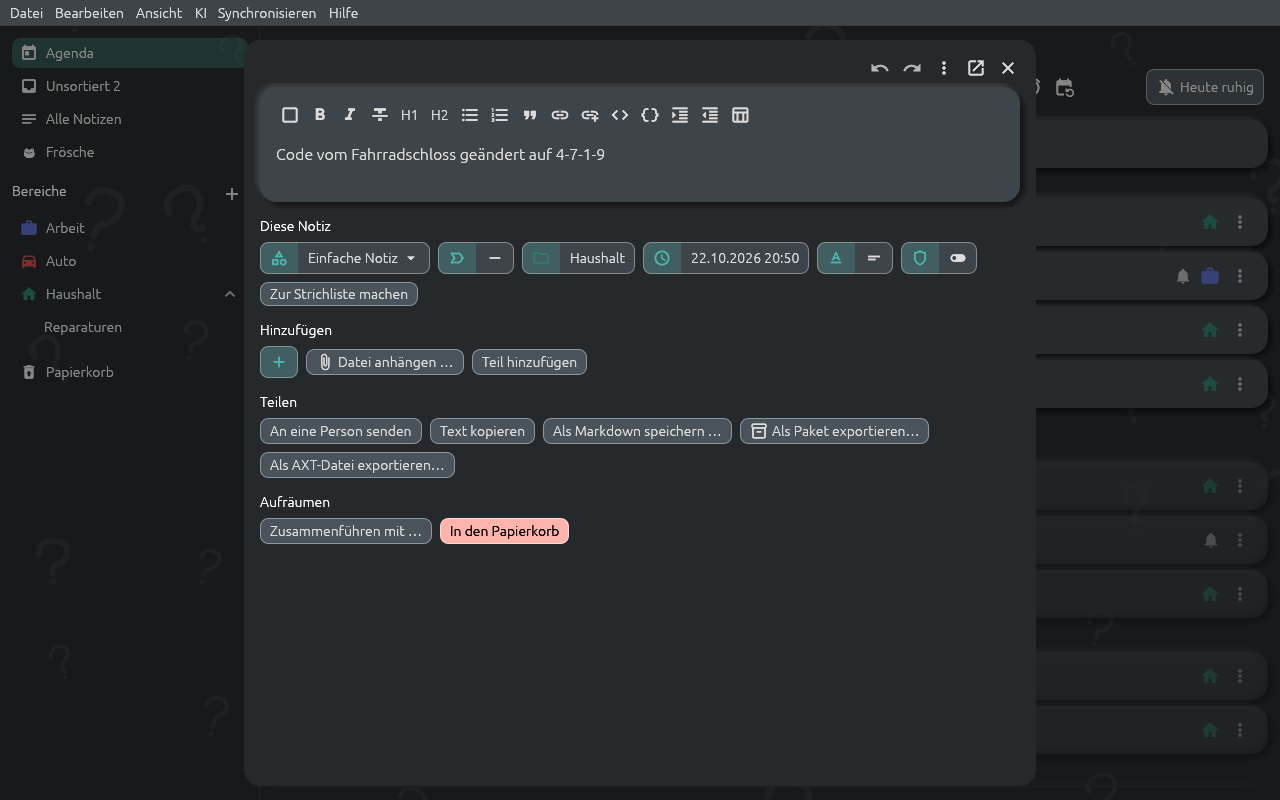 Datei Bearbeiten Ansicht KI Synchronisieren Hilfe
Agenda
Unsortiert 2
Alle Notizen
Frösche
Bereiche
Arbeit
Auto
Haushalt
Reparaturen
Papierkorb
Heute ruhig
B I S H1 H2
Code vom Fahrradschloss geändert auf 4-7-1-9
Diese Notiz
Einfache Notiz Haushalt 22.10.2026 20:50
Zur Strichliste machen
Hinzufügen
Datei anhängen … Teil hinzufügen
Teilen
An eine Person senden Text kopieren Als Markdown speichern … Als Paket exportieren…
Als AXT-Datei exportieren…
Aufräumen
Zusammenführen mit … In den Papierkorb